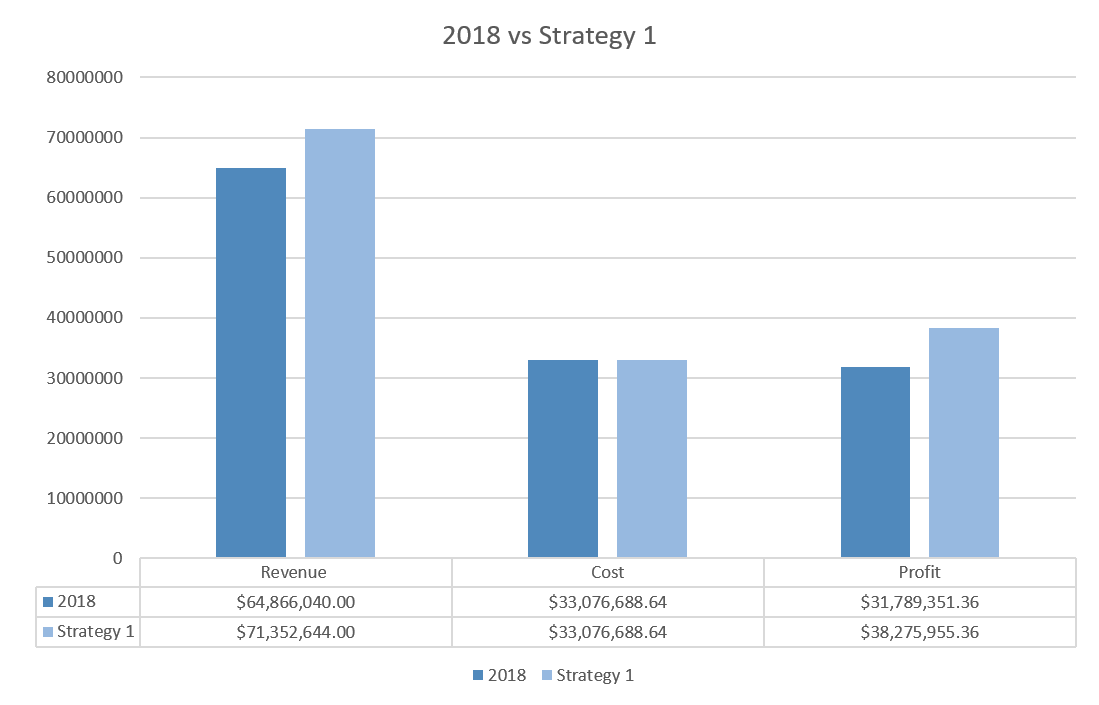 2018 vs Strategy 1
80000000
70000000
60000000
50000000
40000000
30000000
20000000
10000000
0
Revenue Cost Profit
2018 $64,866,040.00 $33,076,688.64 $31,789,351.36
Strategy 1 $71,352,644.00 $33,076,688.64 $38,275,955.36
2018 Strategy 1